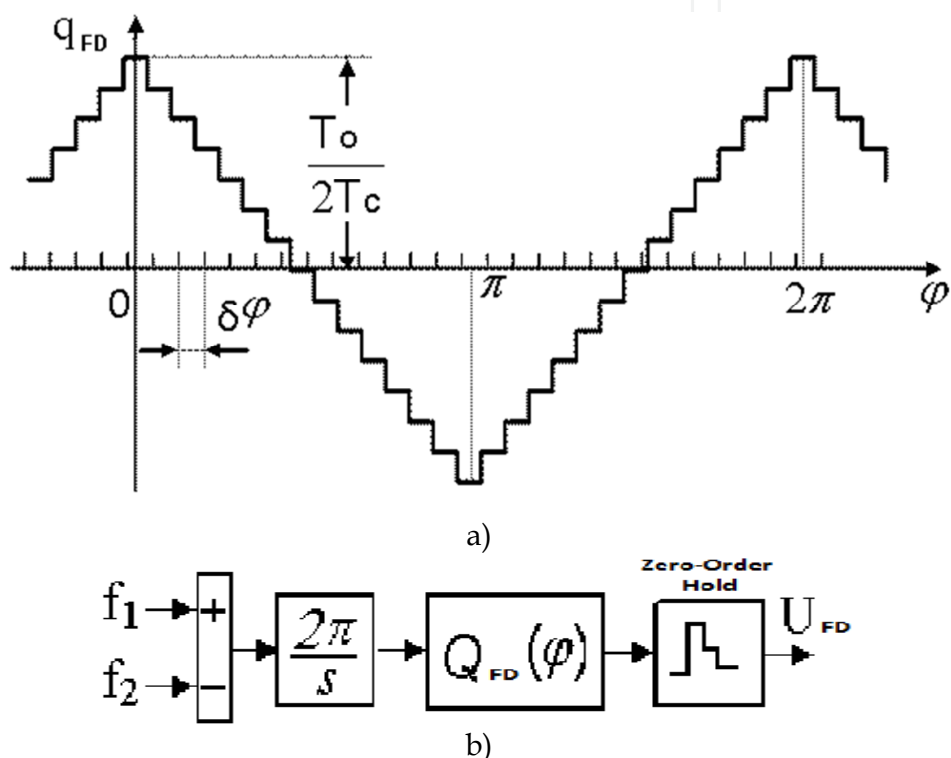 q FD
To
2Tc
0
δφ
π
2π
φ
a)
Zero-Order
Hold
f1
+
2π
s
Q FD (φ)
U FD
f2
−
b)